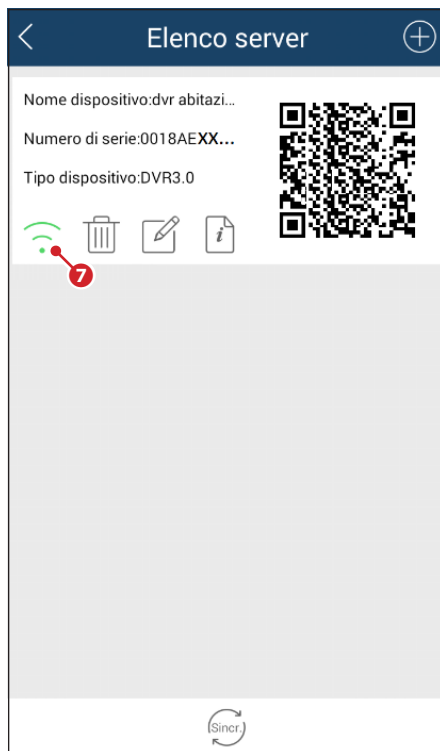 Elenco server
Nome dispositivo:dvr abitazi...
Numero di serie:0018AEXX...
Tipo dispositivo:DVR3.0
i
7
Sincr.